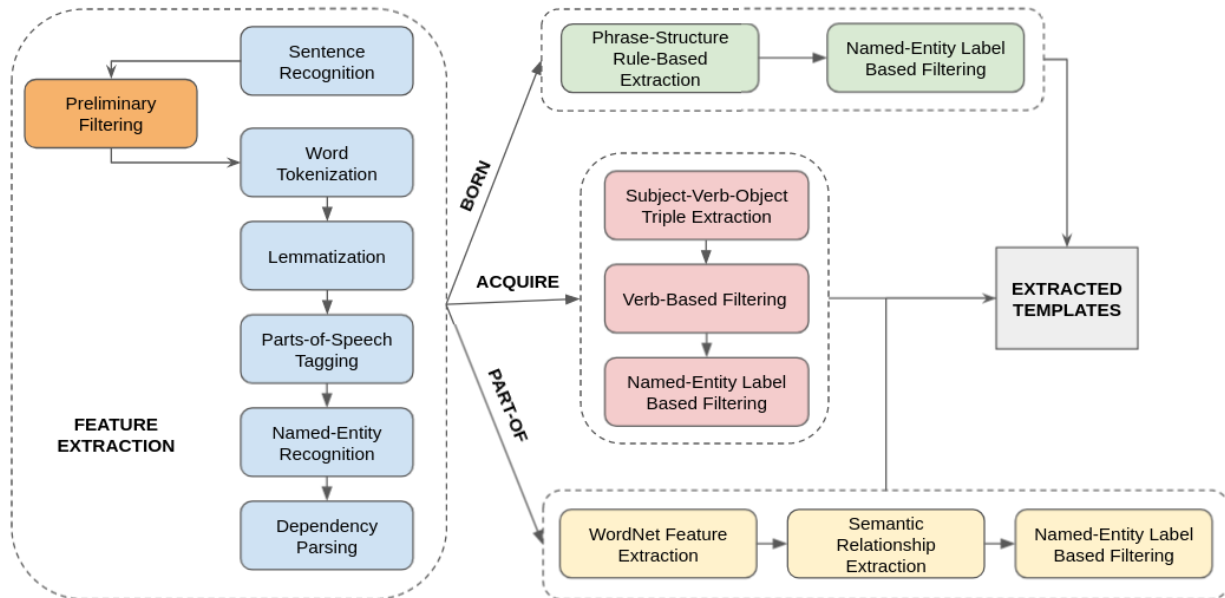 Sentence
Recognition
Preliminary
Filtering
Word
Tokenization
Lemmatization
Parts-of-Speech
Tagging
Named-Entity
Recognition
Dependency
Parsing
FEATURE
EXTRACTION
BORN
ACQUIRE
PART-OF
Phrase-Structure
Rule-Based
Extraction
Named-Entity Label
Based Filtering
Subject-Verb-Object
Triple Extraction
Verb-Based Filtering
Named-Entity Label
Based Filtering
WordNet Feature
Extraction
Semantic
Relationship
Extraction
Named-Entity Label
Based Filtering
EXTRACTED
TEMPLATES